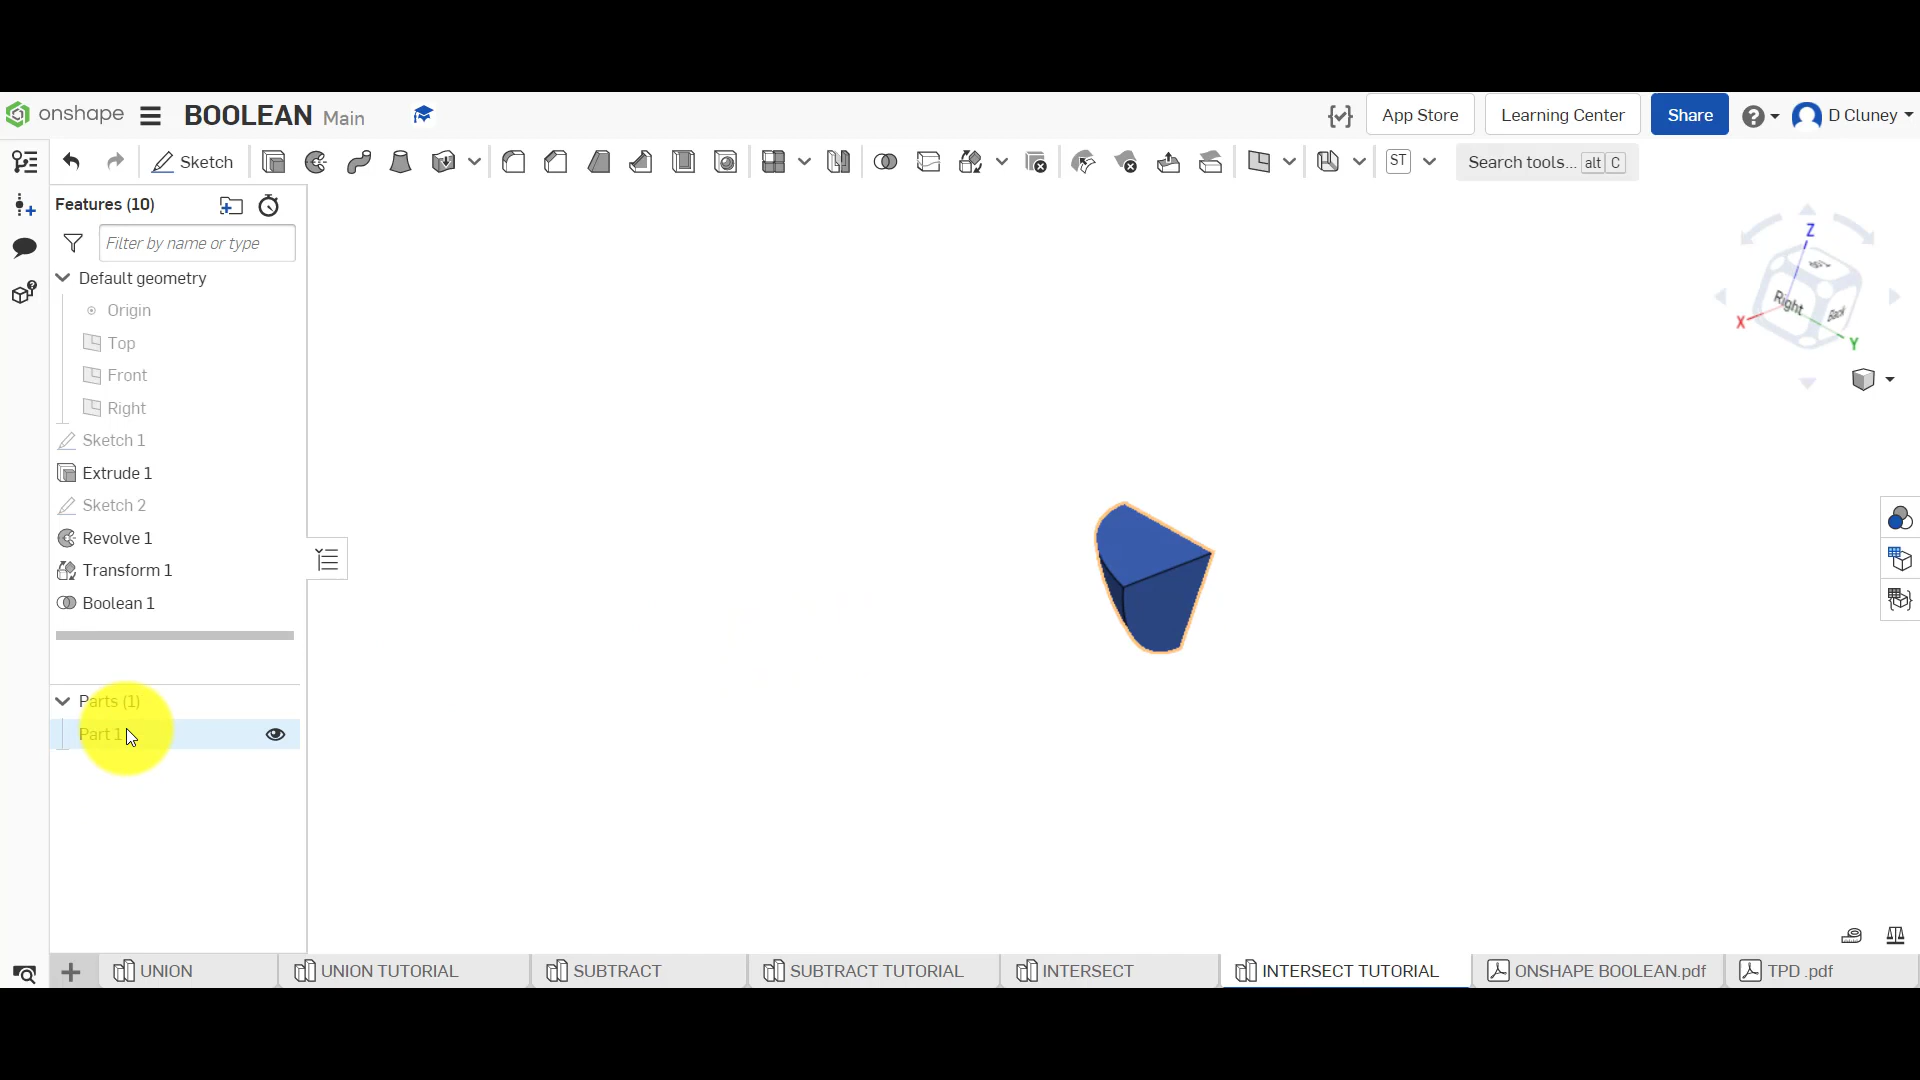 onshape BOOLEAN Main App Store Learning Center Share D Cluney
Sketch ST Search tools... alt C
Features (10)
Filter by name or type
Default geometry
Origin
Top
Front
Right
Sketch 1
Extrude 1
Sketch 2
Revolve 1
Transform 1
Boolean 1
Parts (1)
Part 1
Z
Top
Right
Back
X
Y
UNION UNION TUTORIAL SUBTRACT SUBTRACT TUTORIAL INTERSECT INTERSECT TUTORIAL ONSHAPE BOOLEAN.pdf TPD .pdf